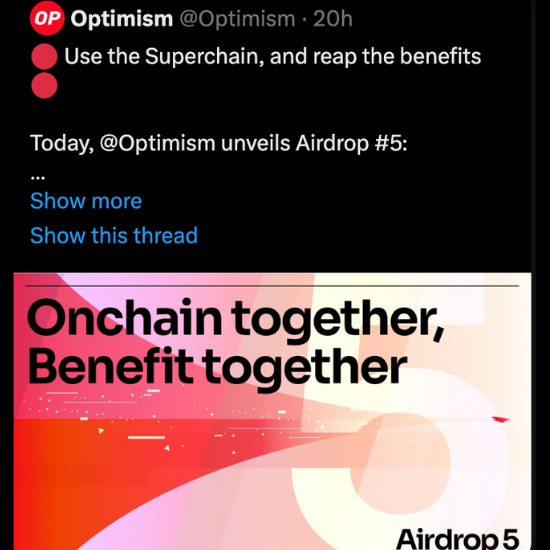 OP Optimism @Optimism · 20h
🔴 Use the Superchain, and reap the benefits
🔴
Today, @Optimism unveils Airdrop #5:
...
Show more
Show this thread
Onchain together,
Benefit together
Airdrop 5